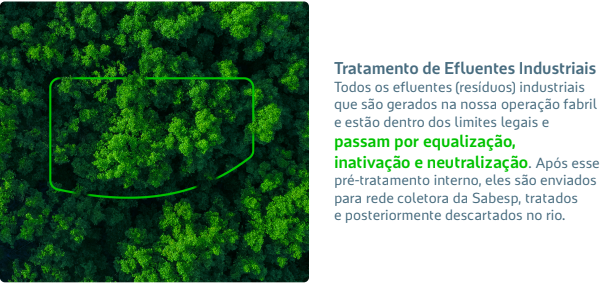 Tratamento de Efluentes Industriais
Todos os efluentes (resíduos) industriais
que são gerados na nossa operação fabril
e estão dentro dos limites legais e
passam por equalização,
inativação e neutralização. Após esse
pré-tratamento interno, eles são enviados
para rede coletora da Sabesp, tratados
e posteriormente descartados no rio.